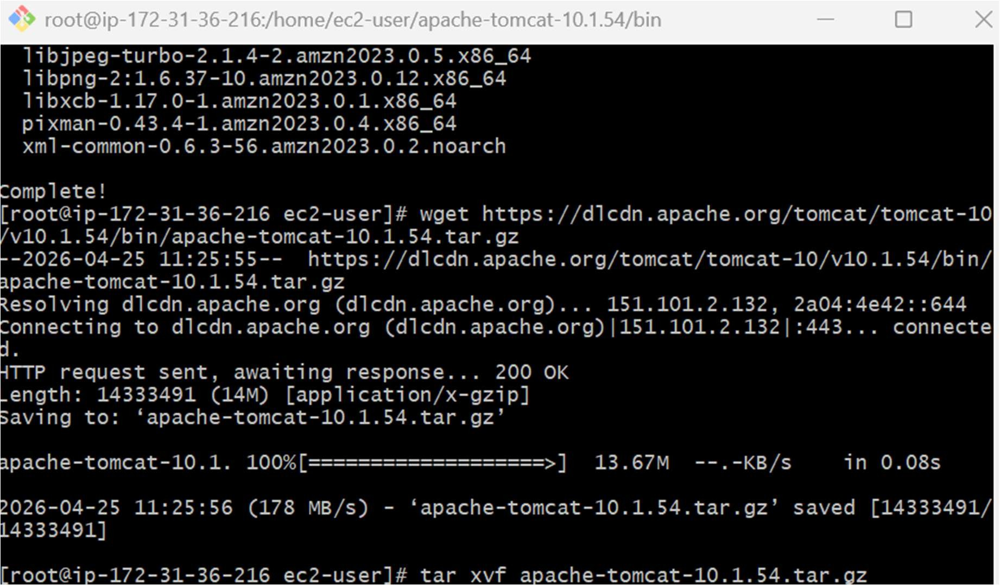 root@ip-172-31-36-216:/home/ec2-user/apache-tomcat-10.1.54/bin
libjpeg-turbo-2.1.4-2.amzn2023.0.5.x86_64
libpng-2:1.6.37-10.amzn2023.0.12.x86_64
libxcb-1.17.0-1.amzn2023.0.1.x86_64
pixman-0.43.4-1.amzn2023.0.4.x86_64
xml-common-0.6.3-56.amzn2023.0.2.noarch
Complete!
[root@ip-172-31-36-216 ec2-user]# wget https://dlcdn.apache.org/tomcat/tomcat-10
/v10.1.54/bin/apache-tomcat-10.1.54.tar.gz
--2026-04-25 11:25:55--  https://dlcdn.apache.org/tomcat/tomcat-10/v10.1.54/bin/
apache-tomcat-10.1.54.tar.gz
Resolving dlcdn.apache.org (dlcdn.apache.org)... 151.101.2.132, 2a04:4e42::644
Connecting to dlcdn.apache.org (dlcdn.apache.org)|151.101.2.132|:443... connecte
d.
HTTP request sent, awaiting response... 200 OK
Length: 14333491 (14M) [application/x-gzip]
Saving to: ‘apache-tomcat-10.1.54.tar.gz’
apache-tomcat-10.1. 100%[===================>]  13.67M  --.-KB/s    in 0.08s
2026-04-25 11:25:56 (178 MB/s) - ‘apache-tomcat-10.1.54.tar.gz’ saved [14333491/
14333491]
[root@ip-172-31-36-216 ec2-user]# tar xvf apache-tomcat-10.1.54.tar.gz